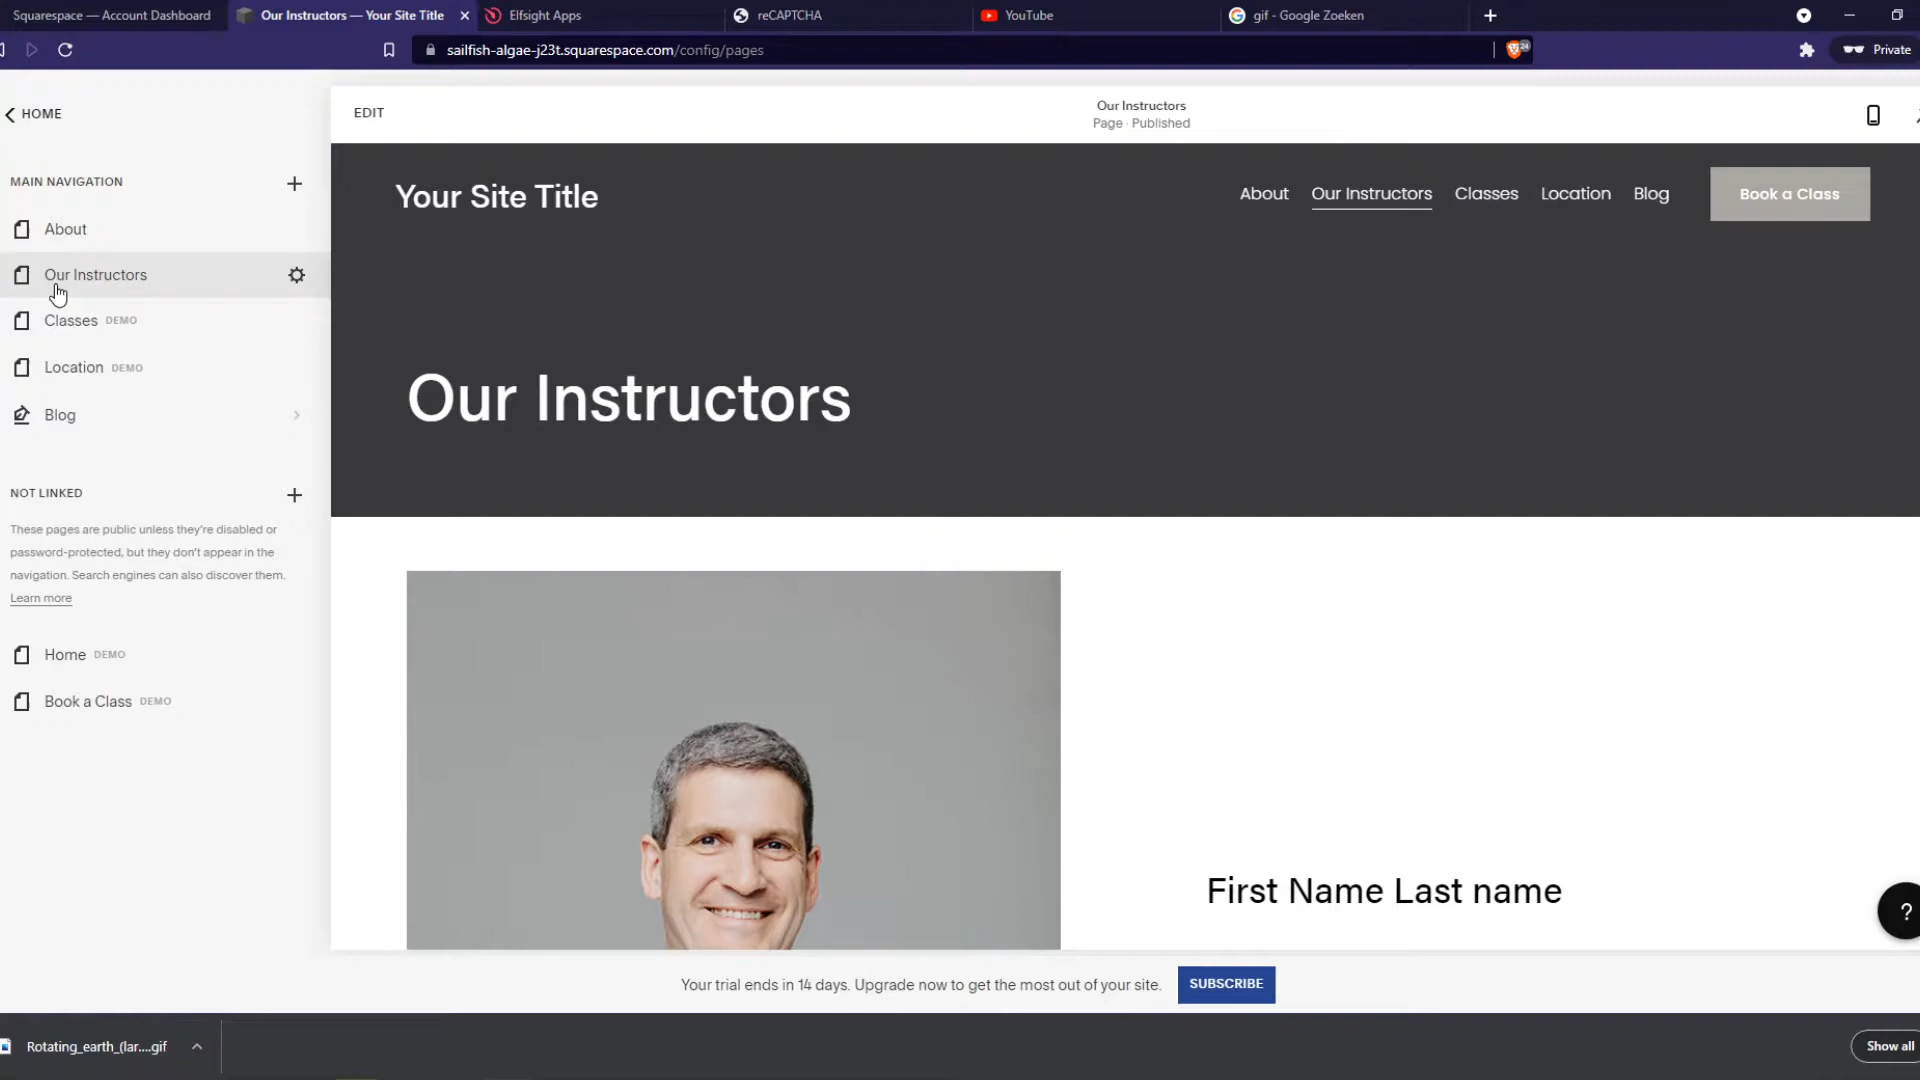 Squarespace — Account Dashboard
Our Instructors — Your Site Title
Elfsight Apps
reCAPTCHA
YouTube
gif - Google Zoeken
sailfish-algae-j23t.squarespace.com/config/pages
24
Private
HOME
EDIT
Our Instructors
Page · Published
MAIN NAVIGATION
About
Our Instructors
Classes DEMO
Location DEMO
Blog
NOT LINKED
These pages are public unless they’re disabled or
password-protected, but they don’t appear in the
navigation. Search engines can also discover them.
Learn more
Home DEMO
Book a Class DEMO
Your Site Title
About Our Instructors Classes Location Blog
Book a Class
Our Instructors
First Name Last name
?
Your trial ends in 14 days. Upgrade now to get the most out of your site.
SUBSCRIBE
Rotating_earth_(lar....gif
Show all